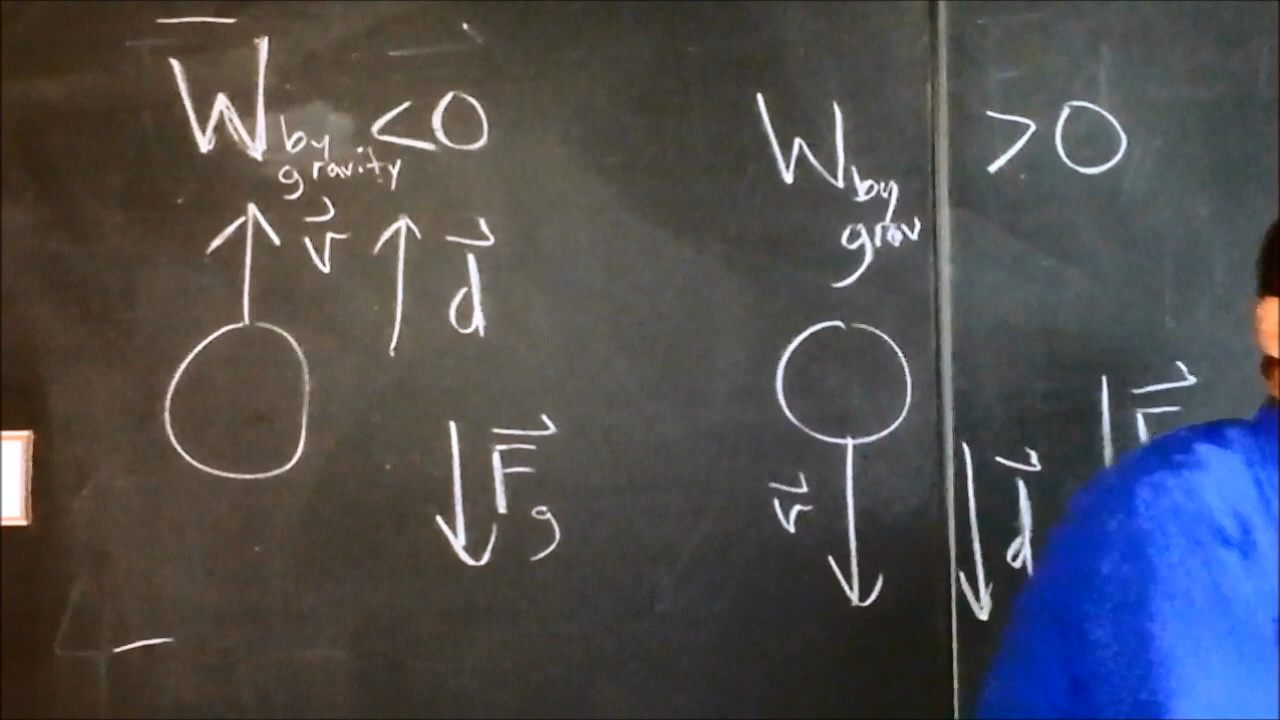 W by gravity < 0
v⃗ d⃗
F⃗g
W by grav > 0
v⃗ d⃗